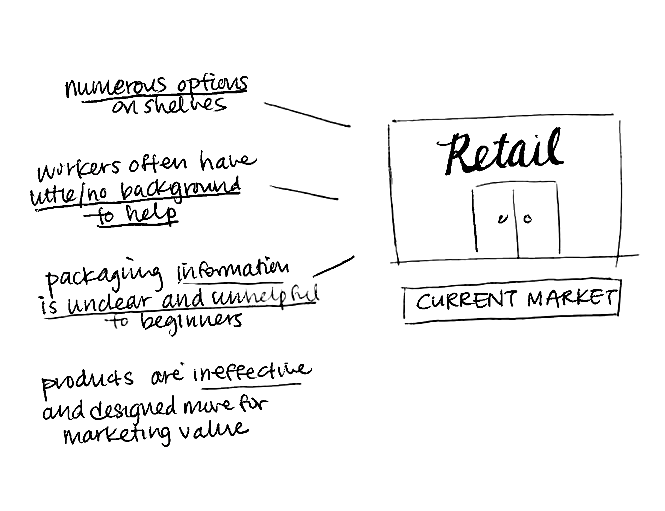 numerous options
on shelves
workers often have
little/no background
to help
packaging information
is unclear and unhelpful
to beginners
products are ineffective
and designed more for
marketing value
Retail
CURRENT MARKET